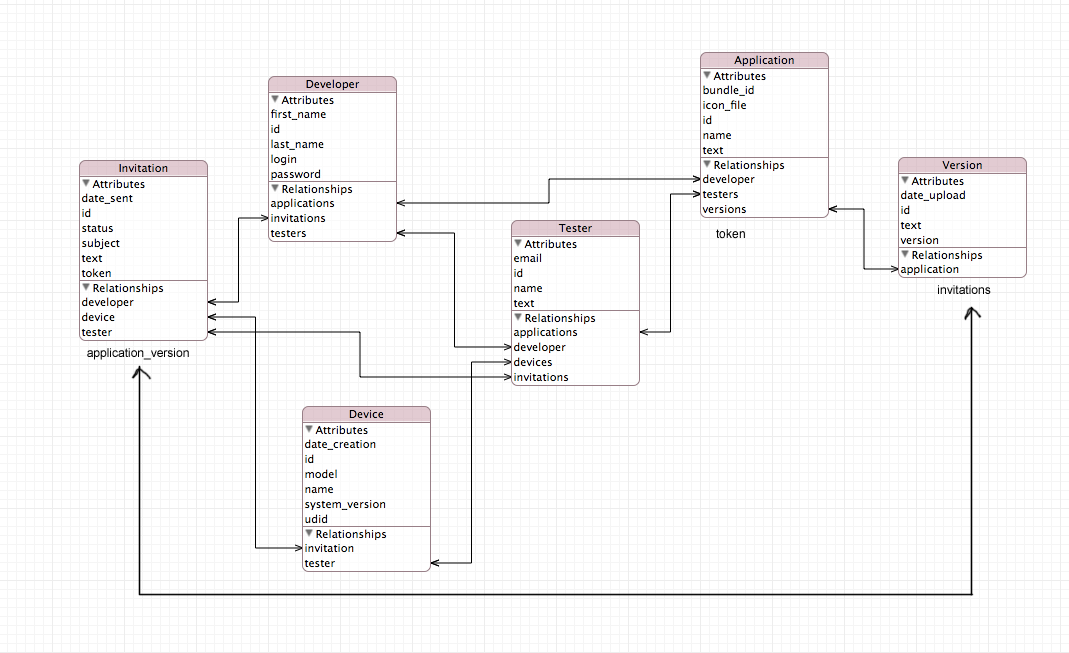 Developer
Attributes
first_name
id
last_name
login
password
Relationships
applications
invitations
testers
Application
Attributes
bundle_id
icon_file
id
name
text
Relationships
developer
testers
versions
token
Invitation
Attributes
date_sent
id
status
subject
text
token
Relationships
developer
device
tester
application_version
Version
Attributes
date_upload
id
text
version
Relationships
application
invitations
Tester
Attributes
email
id
name
text
Relationships
applications
developer
devices
invitations
Device
Attributes
date_creation
id
model
name
system_version
udid
Relationships
invitation
tester